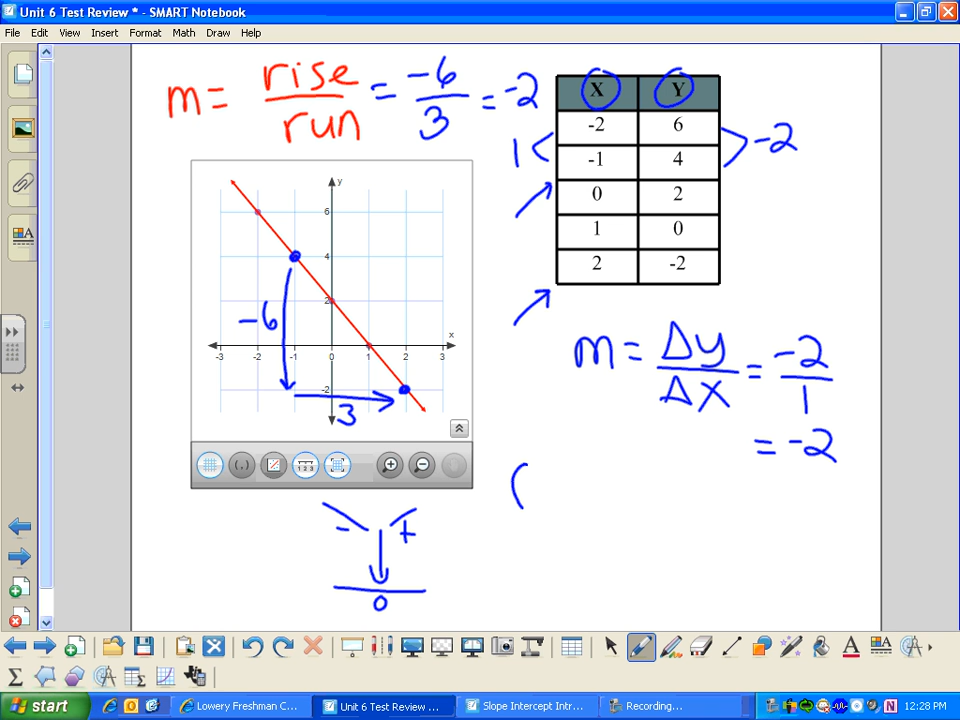 Unit 6 Test Review * - SMART Notebook
File Edit View Insert Format Math Draw Help
m = rise/run = -6/3 = -2
X Y
-2 6
-1 4
0 2
1 0
2 -2
1 < > -2
y
6
4
2
-2
x
-3 -2 -1 0 1 2 3
-6
3
m = Δy/Δx = -2/1
= -2
(
- +
0
start
Lowery Freshman C...
Unit 6 Test Review ...
Slope Intercept Intr...
Recording...
12:28 PM